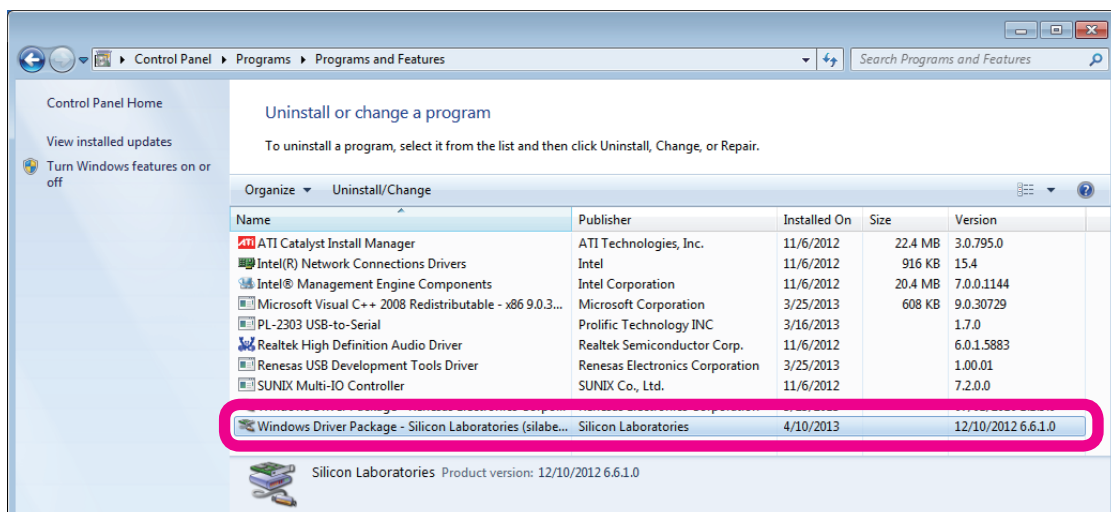 Control Panel Programs Programs and Features Search Programs and Features
Control Panel Home
View installed updates
Turn Windows features on or
off
Uninstall or change a program
To uninstall a program, select it from the list and then click Uninstall, Change, or Repair.
Organize Uninstall/Change
Name Publisher Installed On Size Version
ATI ATI Catalyst Install Manager ATI Technologies, Inc. 11/6/2012 22.4 MB 3.0.795.0
Intel(R) Network Connections Drivers Intel 11/6/2012 916 KB 15.4
Intel® Management Engine Components Intel Corporation 11/6/2012 20.4 MB 7.0.0.1144
Microsoft Visual C++ 2008 Redistributable - x86 9.0.3... Microsoft Corporation 3/25/2013 608 KB 9.0.30729
PL-2303 USB-to-Serial Prolific Technology INC 3/16/2013 1.7.0
Realtek High Definition Audio Driver Realtek Semiconductor Corp. 11/6/2012 6.0.1.5883
Renesas USB Development Tools Driver Renesas Electronics Corporation 3/25/2013 1.00.01
SUNIX Multi-IO Controller SUNIX Co., Ltd. 11/6/2012 7.2.0.0
Windows Driver Package - Silicon Laboratories (silabe... Silicon Laboratories 4/10/2013 12/10/2012 6.6.1.0
Silicon Laboratories Product version: 12/10/2012 6.6.1.0